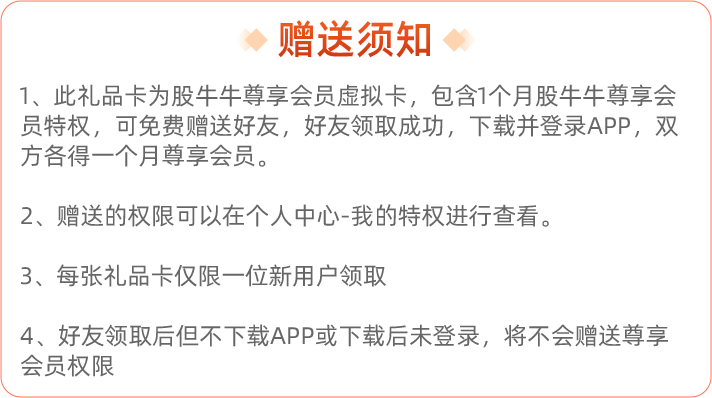 赠送须知
1、此礼品卡为股牛牛尊享会员虚拟卡，包含1个月股牛牛尊享会
员特权，可免费赠送好友，好友领取成功，下载并登录APP，双
方各得一个月尊享会员。
2、赠送的权限可以在个人中心-我的特权进行查看。
3、每张礼品卡仅限一位新用户领取
4、好友领取后但不下载APP或下载后未登录，将不会赠送尊享
会员权限